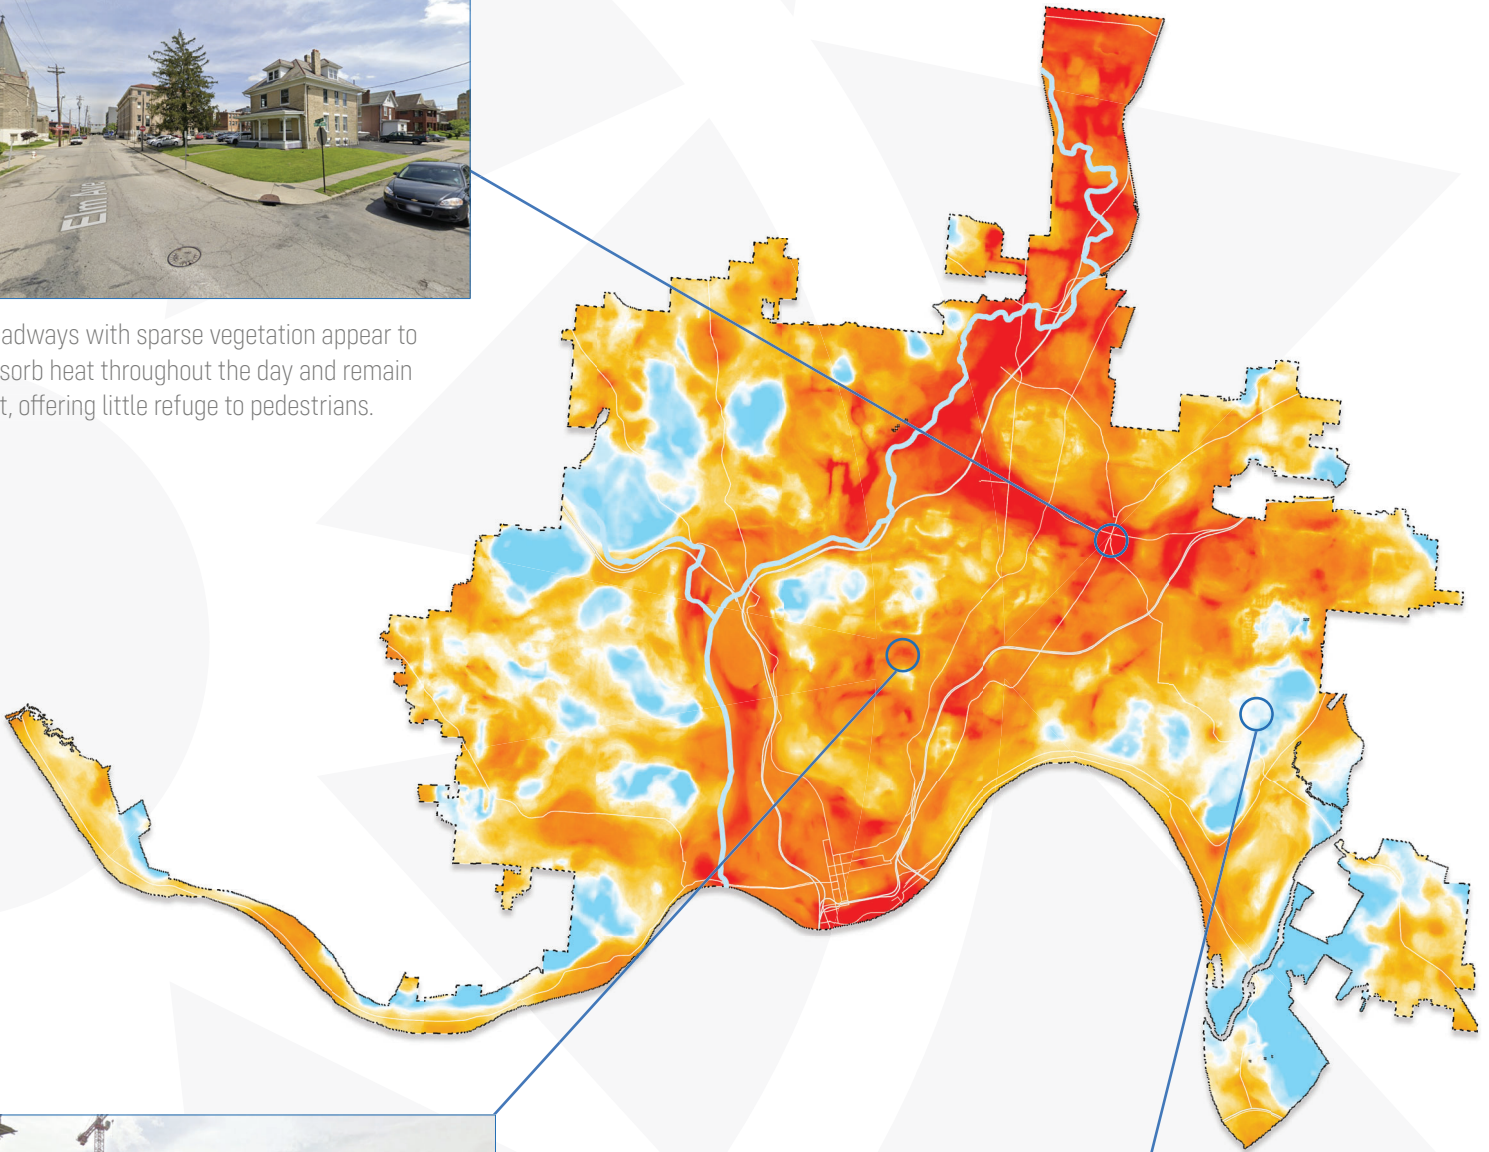 Elm Ave
adways with sparse vegetation appear to
sorb heat throughout the day and remain
t, offering little refuge to pedestrians.